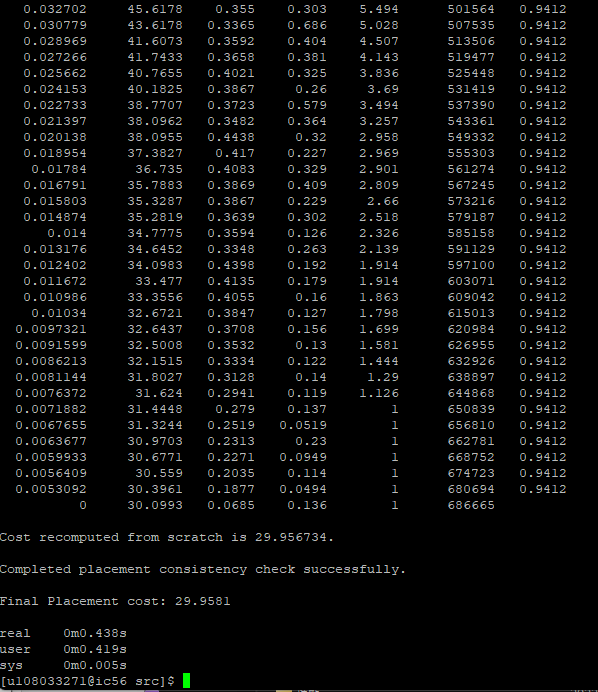 0.032702 45.6178 0.355 0.303 5.494 501564 0.9412
0.030779 43.6178 0.3365 0.686 5.028 507535 0.9412
0.028969 41.6073 0.3592 0.404 4.507 513506 0.9412
0.027266 41.7433 0.3658 0.381 4.143 519477 0.9412
0.025662 40.7655 0.4021 0.325 3.836 525448 0.9412
0.024153 40.1825 0.3867 0.26 3.69 531419 0.9412
0.022733 38.7707 0.3723 0.579 3.494 537390 0.9412
0.021397 38.0962 0.3482 0.364 3.257 543361 0.9412
0.020138 38.0955 0.4438 0.32 2.958 549332 0.9412
0.018954 37.3827 0.417 0.227 2.969 555303 0.9412
0.01784 36.735 0.4083 0.329 2.901 561274 0.9412
0.016791 35.7883 0.3869 0.409 2.809 567245 0.9412
0.015803 35.3287 0.3867 0.229 2.66 573216 0.9412
0.014874 35.2819 0.3639 0.302 2.518 579187 0.9412
0.014 34.7775 0.3594 0.126 2.326 585158 0.9412
0.013176 34.6452 0.3348 0.263 2.139 591129 0.9412
0.012402 34.0983 0.4398 0.192 1.914 597100 0.9412
0.011672 33.477 0.4135 0.179 1.914 603071 0.9412
0.010986 33.3556 0.4055 0.16 1.863 609042 0.9412
0.01034 32.6721 0.3847 0.127 1.798 615013 0.9412
0.0097321 32.6437 0.3708 0.156 1.699 620984 0.9412
0.0091599 32.5008 0.3532 0.13 1.581 626955 0.9412
0.0086213 32.1515 0.3334 0.122 1.444 632926 0.9412
0.0081144 31.8027 0.3128 0.14 1.29 638897 0.9412
0.0076372 31.624 0.2941 0.119 1.126 644868 0.9412
0.0071882 31.4448 0.279 0.137 1 650839 0.9412
0.0067655 31.3244 0.2519 0.0519 1 656810 0.9412
0.0063677 30.9703 0.2313 0.23 1 662781 0.9412
0.0059933 30.6771 0.2271 0.0949 1 668752 0.9412
0.0056409 30.559 0.2035 0.114 1 674723 0.9412
0.0053092 30.3961 0.1877 0.0494 1 680694 0.9412
0 30.0993 0.0685 0.136 1 686665
Cost recomputed from scratch is 29.956734.
Completed placement consistency check successfully.
Final Placement cost: 29.9581
real 0m0.438s
user 0m0.419s
sys 0m0.005s
[u108033271@ic56 src]$